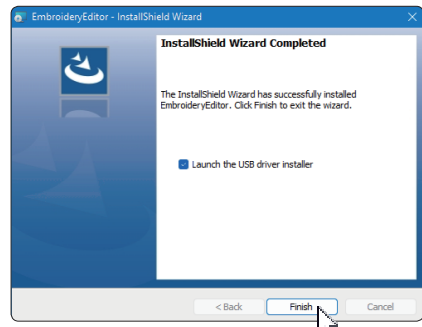 EmbroideryEditor - InstallShield Wizard
InstallShield Wizard Completed
The InstallShield Wizard has successfully installed
EmbroideryEditor. Click Finish to exit the wizard.
Launch the USB driver installer
< Back Finish Cancel